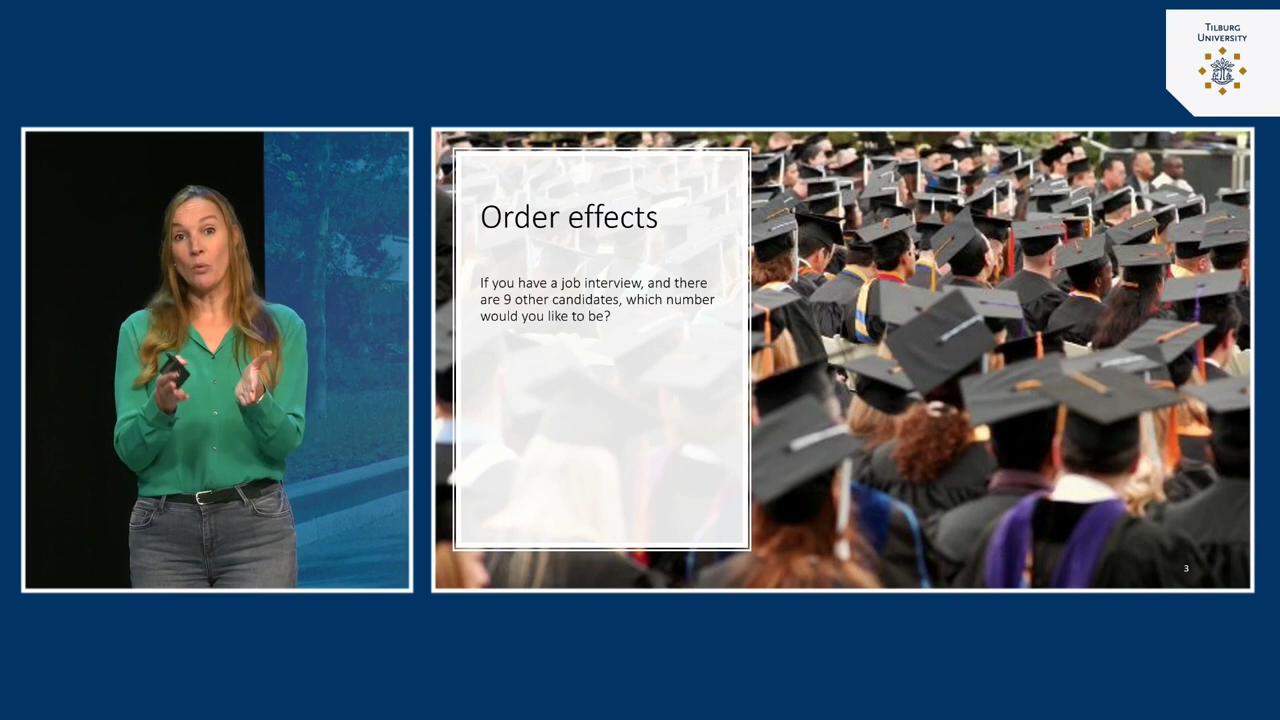 TILBURG
UNIVERSITY
Order effects
If you have a job interview, and there
are 9 other candidates, which number
would you like to be?
3